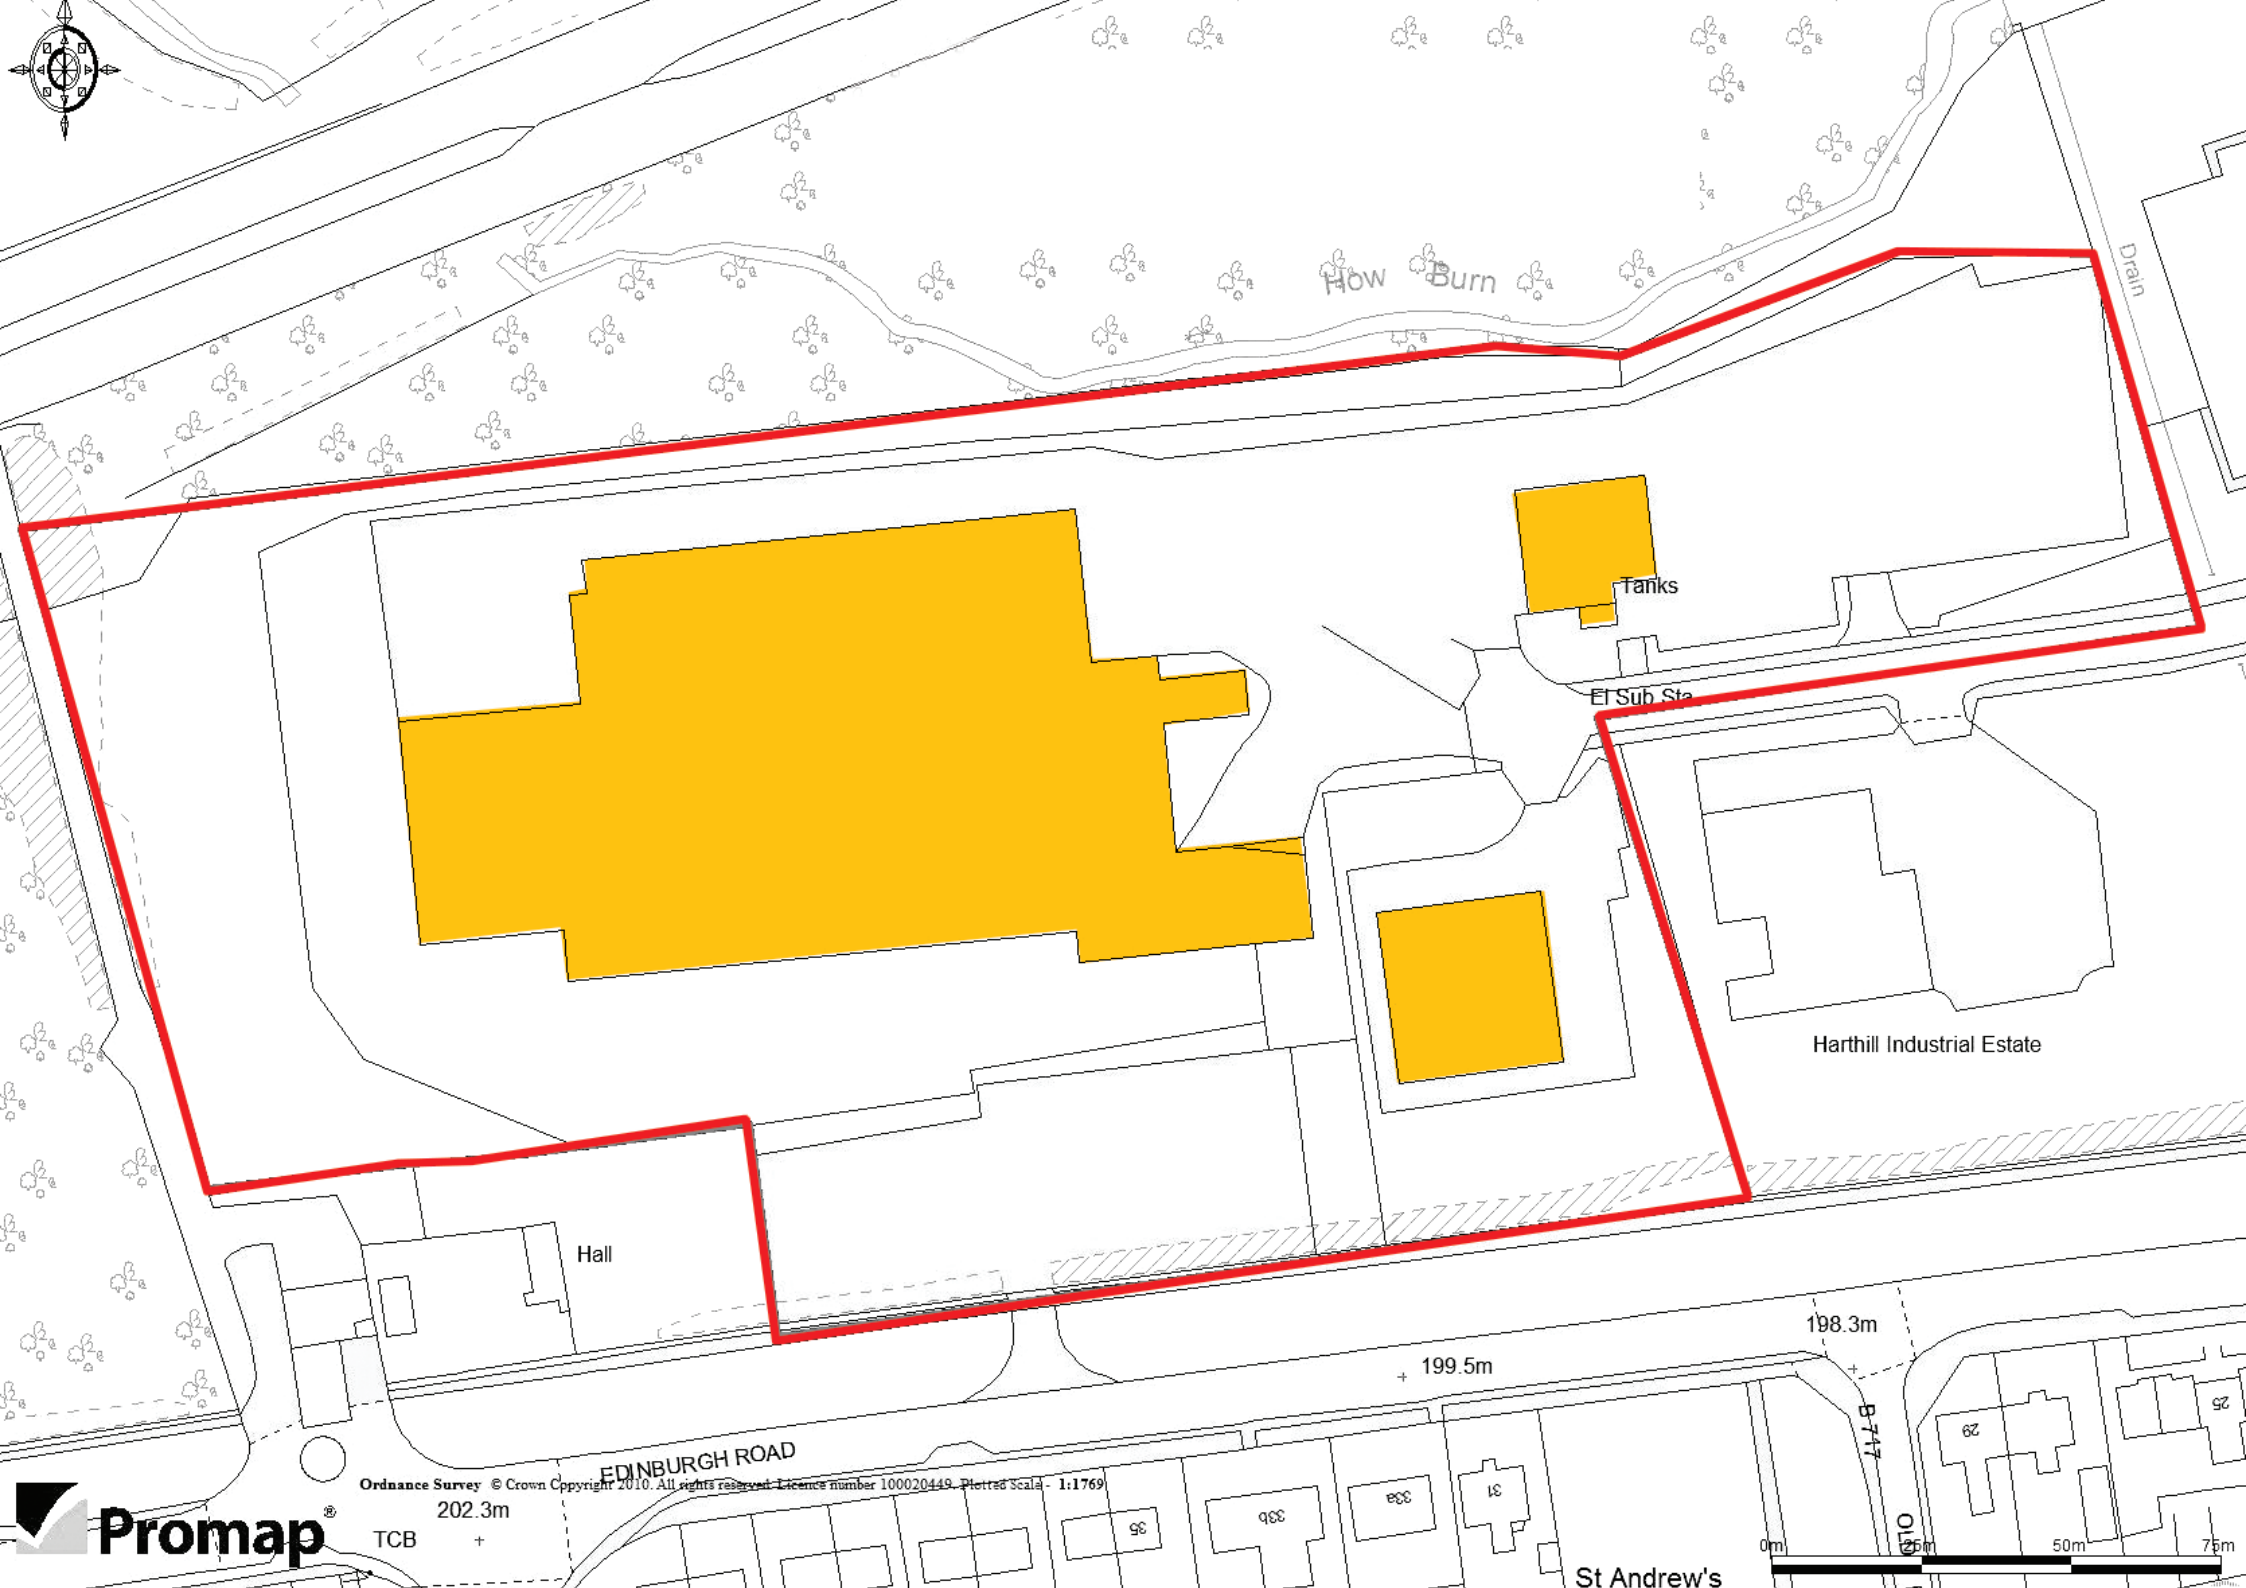 How Burn
Drain
Tanks
El Sub Sta
Harthill Industrial Estate
Hall
198.3m
199.5m
B 7
EDINBURGH ROAD
Ordnance Survey © Crown Copyright 2010. All rights reserved. Licence number 100020449. Plotted Scale - 1:1769
202.3m
TCB
Promap®
35
33b
33a
31
29
25
OLD
St Andrew's
0m 25m 50m 75m